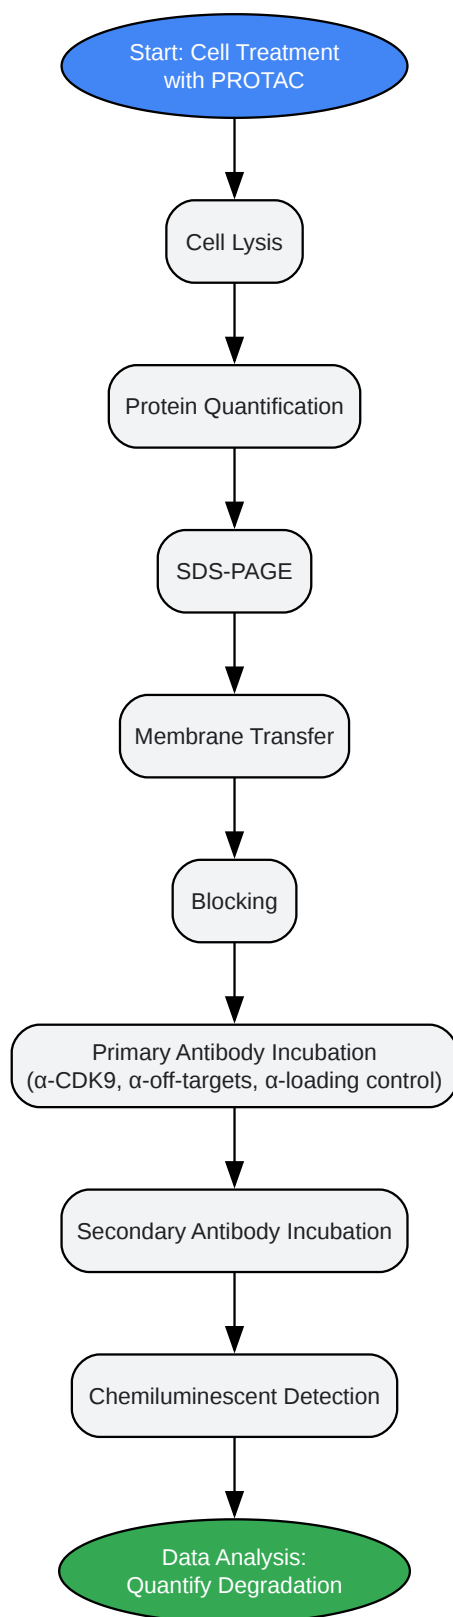 Start: Cell Treatment
with PROTAC
Cell Lysis
Protein Quantification
SDS-PAGE
Membrane Transfer
Blocking
Primary Antibody Incubation
(α-CDK9, α-off-targets, α-loading control)
Secondary Antibody Incubation
Chemiluminescent Detection
Data Analysis:
Quantify Degradation